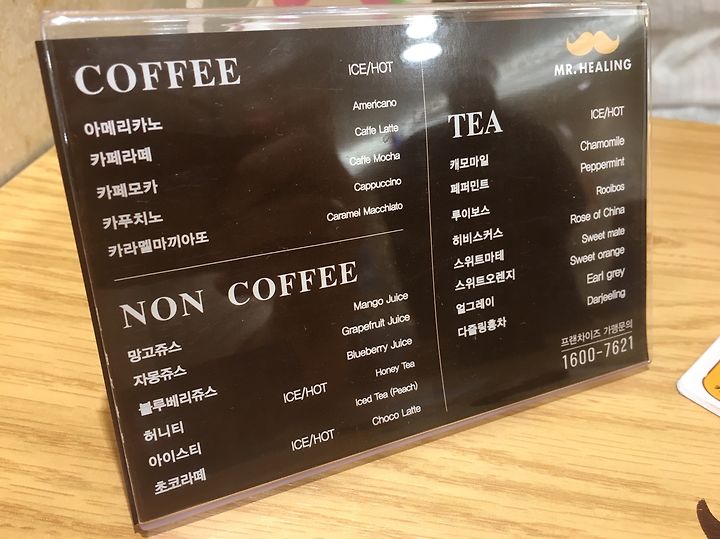 COFFEE ICE/HOT
아메리카노 Americano
카페라떼 Caffe Latte
카페모카 Caffe Mocha
카푸치노 Cappuccino
카라멜마끼아또 Caramel Macchiato
NON COFFEE
망고쥬스 Mango Juice
자몽쥬스 Grapefruit Juice
블루베리쥬스 Blueberry Juice
허니티 ICE/HOT Honey Tea
아이스티 Iced Tea (Peach)
초코라떼 ICE/HOT Choco Latte
MR.HEALING
TEA ICE/HOT
캐모마일 Chamomile
페퍼민트 Peppermint
루이보스 Rooibos
히비스커스 Rose of China
스위트마테 Sweet mate
스위트오렌지 Sweet orange
얼그레이 Earl grey
다즐링홍차 Darjeeling
프랜차이즈 가맹문의
1600-7621